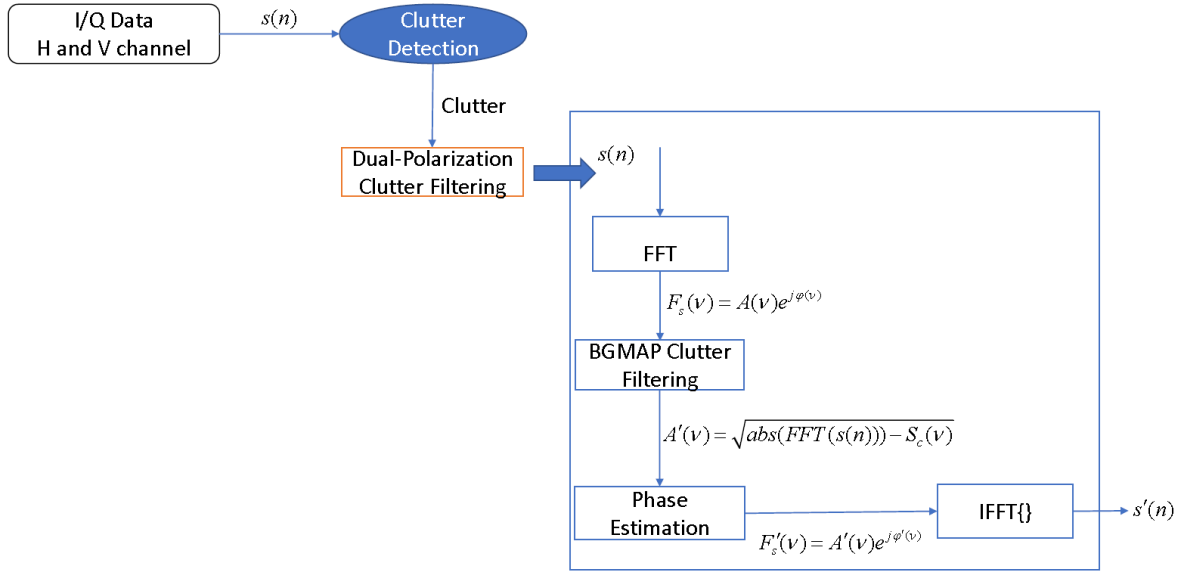 I/Q Data
H and V channel
s(n)
Clutter
Detection
Clutter
Dual-Polarization
Clutter Filtering
s(n)
FFT
F_s(ν) = A(ν)e^{jφ(ν)}
BGMAP Clutter
Filtering
A′(ν) = √(abs(FFT(s(n))) − S_c(ν))
Phase
Estimation
F_s′(ν) = A′(ν)e^{jφ′(ν)}
IFFT{}
s′(n)